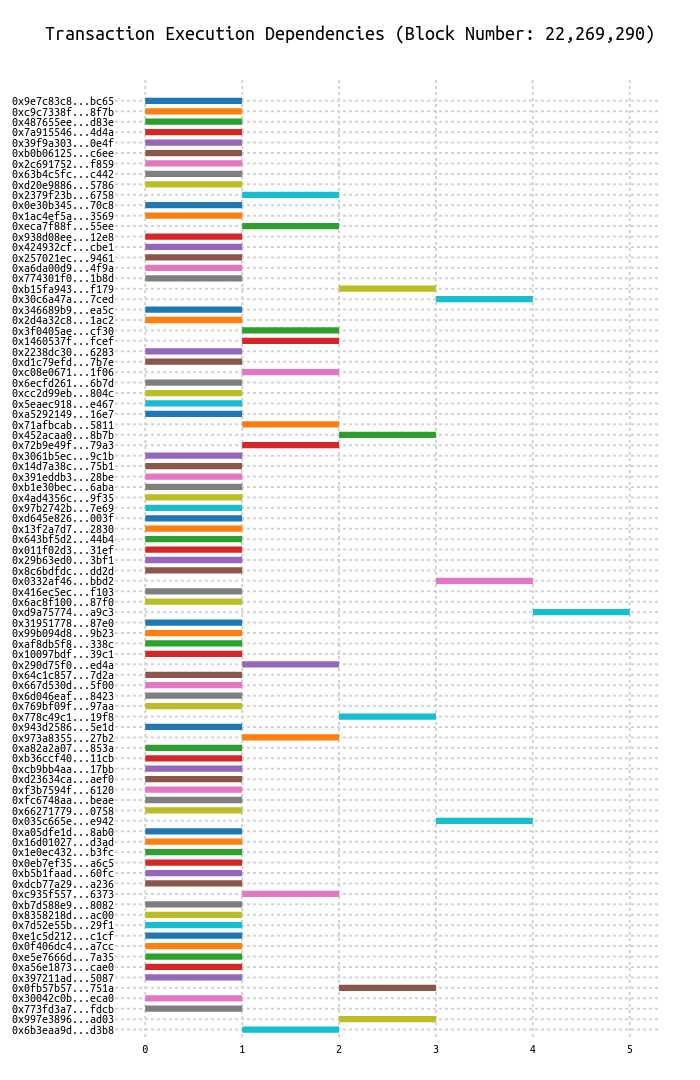 Transaction Execution Dependencies (Block Number: 22,269,290)
0x9e7c83c8...bc65
0xc9c7338f...8f7b
0x487655ee...d83e
0x7a915546...4d4a
0x39f9a303...0e4f
0xb0b06125...c6ee
0x2c691752...f859
0x63b4c5fc...c442
0xd20e9886...5786
0x2379f23b...6758
0x0e30b345...70c8
0x1ac4ef5a...3569
0xeca7f88f...55ee
0x938d08ee...12e8
0x424932cf...cbe1
0x257021ec...9461
0xa6da00d9...4f9a
0x774301f0...1b8d
0xb15fa943...f179
0x30c6a47a...7ced
0x346689b9...ea5c
0x2d4a32c8...1ac2
0x3f0405ae...cf30
0x1460537f...fcef
0x2238dc30...6283
0xd1c79efd...7b7e
0xc08e0671...1f06
0x6ecfd261...6b7d
0xcc2d99eb...804c
0x5eaec918...e467
0xa5292149...16e7
0x71afbcab...5811
0x452acaa0...8b7b
0x72b9e49f...79a3
0x3061b5ec...9c1b
0x14d7a38c...75b1
0x391eddb3...28be
0xb1e30bec...6aba
0x4ad4356c...9f35
0x97b2742b...7e69
0xd645e826...003f
0x13f2a7d7...2830
0x643bf5d2...44b4
0x011f02d3...31ef
0x29b63ed0...3bf1
0x8c6bdfdc...dd2d
0x0332af46...bbd2
0x416ec5ec...f103
0x6ac8f100...87f0
0xd9a75774...a9c3
0x31951778...87e0
0x99b094d8...9b23
0xaf8db5f8...338c
0x10097bdf...39c1
0x290d75f0...ed4a
0x64c1c857...7d2a
0x667d530d...5f00
0x6d046eaf...8423
0x769bf09f...97aa
0x778c49c1...19f8
0x943d2586...5e1d
0x973a8355...27b2
0xa82a2a07...853a
0xb36ccf40...11cb
0xcb9bb4aa...17bb
0xd23634ca...aef0
0xf3b7594f...6120
0xfc6748aa...beae
0x66271779...0758
0x035c665e...e942
0xa05dfe1d...8ab0
0x16d01027...d3ad
0x1e0ec432...b3fc
0x0eb7ef35...a6c5
0xb5b1faad...60fc
0xdcb77a29...a236
0xc935f557...6373
0xb7d588e9...8082
0x8358218d...ac00
0x7d52e55b...29f1
0xe1c5d212...c1cf
0x0f406dc4...a7cc
0xe5e7666d...7a35
0xa56e1873...cae0
0x397211ad...5087
0x0fb57b57...751a
0x30042c0b...eca0
0x773fd3a7...fdcb
0x997e3896...ad03
0x6b3eaa9d...d3b8
0 1 2 3 4 5